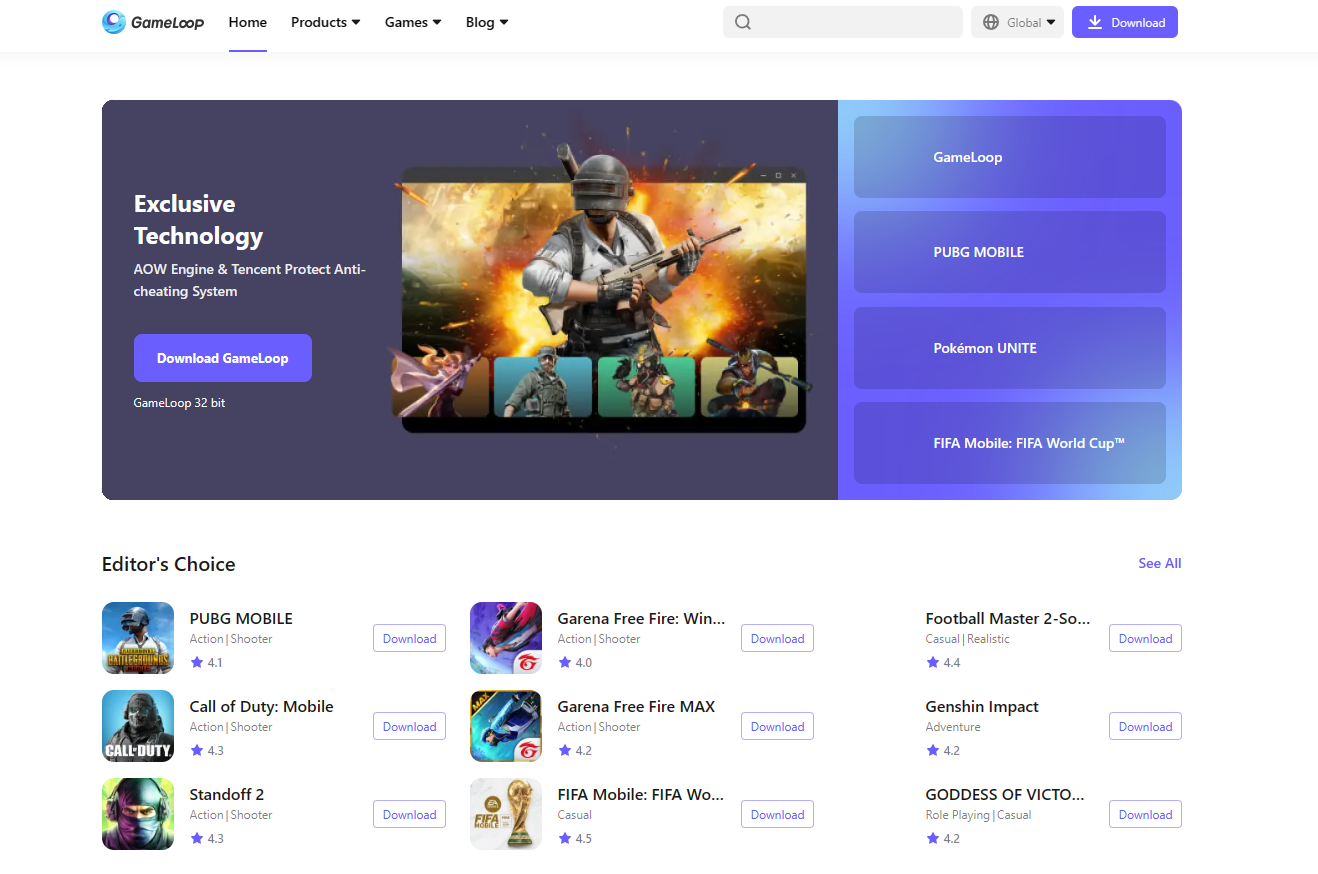 GameLoop
Home
Products
Games
Blog
Global
Download
Exclusive
Technology
AOW Engine & Tencent Protect Anti-
cheating System
Download GameLoop
GameLoop 32 bit
GameLoop
PUBG MOBILE
Pokémon UNITE
FIFA Mobile: FIFA World Cup™
Editor's Choice
See All
PUBG MOBILE
Action|Shooter
4.1
Download
Garena Free Fire: Win...
Action|Shooter
4.0
Download
Football Master 2-So...
Casual|Realistic
4.4
Download
CALL·DUTY
Call of Duty: Mobile
Action|Shooter
4.3
Download
MAX
Garena Free Fire MAX
Action|Shooter
4.2
Download
Genshin Impact
Adventure
4.2
Download
Standoff 2
Action|Shooter
4.3
Download
FIFA
MOBILE
FIFA Mobile: FIFA Wo...
Casual
4.5
Download
GODDESS OF VICTO...
Role Playing|Casual
4.2
Download